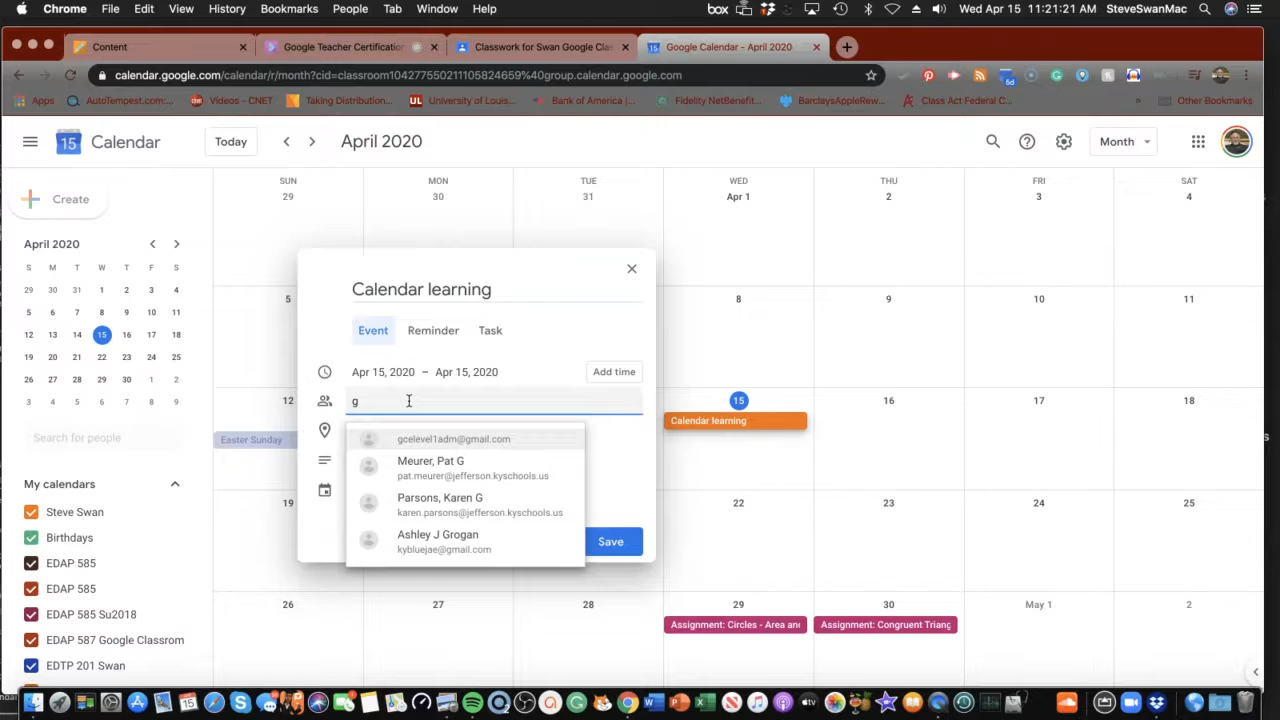 Chrome File Edit View History Bookmarks People Tab Window Help
box
Wed Apr 15 11:21:21 AM SteveSwanMac
Content
Google Teacher Certification
Classwork for Swan Google Clas
Google Calendar - April 2020
calendar.google.com/calendar/r/month?cid=classroom104277550211105824659%40group.calendar.google.com
6d
Apps AutoTempest.com:... Videos – CNET Taking Distribution... University of Louis... Bank of America |... Fidelity NetBenefit... BarclaysAppleRew... Class Act Federal C... » Other Bookmarks
15 Calendar Today April 2020 Month
Create
April 2020
S M T W T F S
29 30 31 1 2 3 4
5 6 7 8 9 10 11
12 13 14 15 16 17 18
19 20 21 22 23 24 25
26 27 28 29 30 1 2
3 4 5 6 7 8 9
Search for people
My calendars
Steve Swan
Birthdays
EDAP 585
EDAP 585
EDAP 585 Su2018
EDAP 587 Google Classrom
EDTP 201 Swan
SUN MON TUE WED THU FRI SAT
29 30 31 Apr 1 2 3 4
5 8 9 10 11
12 15 16 17 18
Easter Sunday
Calendar learning
19 22 23 24 25
26 27 28 29 30 May 1 2
Assignment: Circles - Area an
Assignment: Congruent Triang
Calendar learning
Event Reminder Task
Apr 15, 2020 – Apr 15, 2020 Add time
g
gcelevel1adm@gmail.com
Meurer, Pat G
pat.meurer@jefferson.kyschools.us
Parsons, Karen G
karen.parsons@jefferson.kyschools.us
Ashley J Grogan
kybluejae@gmail.com
Save